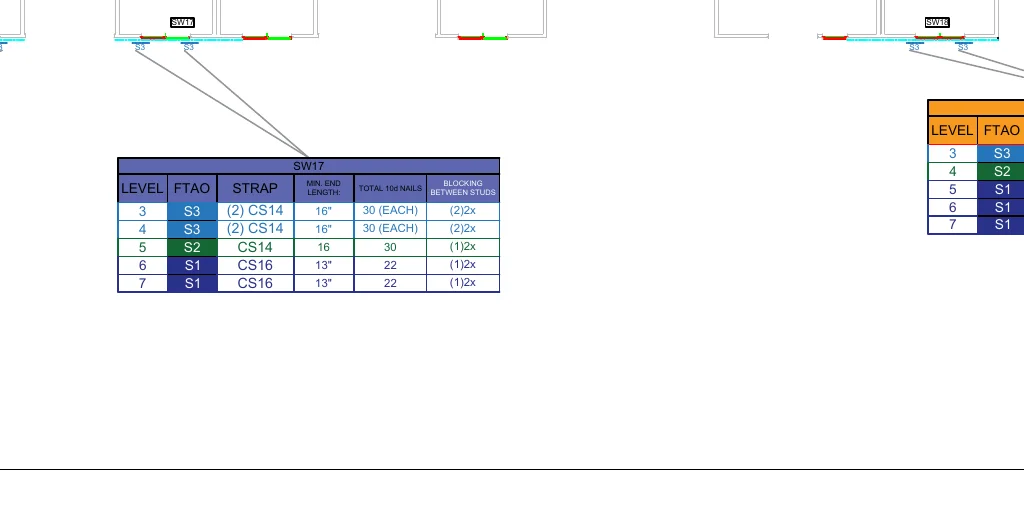 SW17
SW18
S3
S3
S3
S3
SW17
LEVEL FTAO STRAP MIN. END LENGTH: TOTAL 10d NAILS BLOCKING BETWEEN STUDS
3 S3 (2) CS14 16" 30 (EACH) (2)2x
4 S3 (2) CS14 16" 30 (EACH) (2)2x
5 S2 CS14 16 30 (1)2x
6 S1 CS16 13" 22 (1)2x
7 S1 CS16 13" 22 (1)2x
LEVEL FTAO
3 S3
4 S2
5 S1
6 S1
7 S1